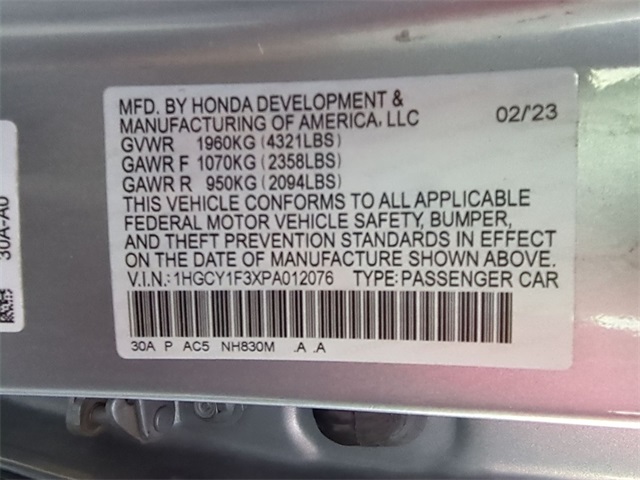 MFD. BY HONDA DEVELOPMENT &
MANUFACTURING OF AMERICA, LLC 02/'23
GVWR 1960KG (4321LBS)
GAWR F 1070KG (2358LBS)
GAWR R 950KG (2094LBS)
THIS VEHICLE CONFORMS TO ALL APPLICABLE
FEDERAL MOTOR VEHICLE SAFETY, BUMPER,
AND THEFT PREVENTION STANDARDS IN EFFECT
ON THE DATE OF MANUFACTURE SHOWN ABOVE.
V.I.N.: 1HGCY1F3XPA012076 TYPE: PASSENGER CAR
30A P AC5 NH830M .A .A
30A-A0